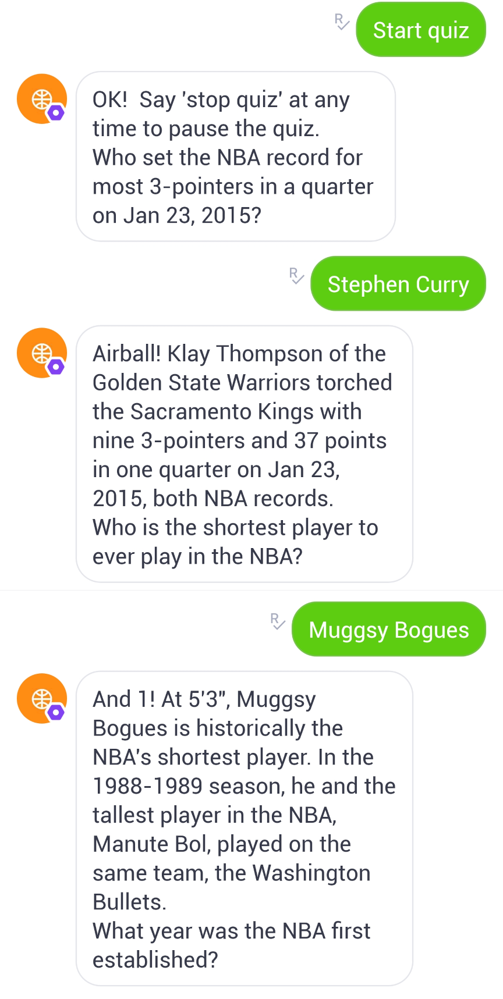 R
Start quiz
OK!  Say 'stop quiz' at any
time to pause the quiz.
Who set the NBA record for
most 3-pointers in a quarter
on Jan 23, 2015?
R
Stephen Curry
Airball! Klay Thompson of the
Golden State Warriors torched
the Sacramento Kings with
nine 3-pointers and 37 points
in one quarter on Jan 23,
2015, both NBA records.
Who is the shortest player to
ever play in the NBA?
R
Muggsy Bogues
And 1! At 5'3", Muggsy
Bogues is historically the
NBA's shortest player. In the
1988-1989 season, he and the
tallest player in the NBA,
Manute Bol, played on the
same team, the Washington
Bullets.
What year was the NBA first
established?